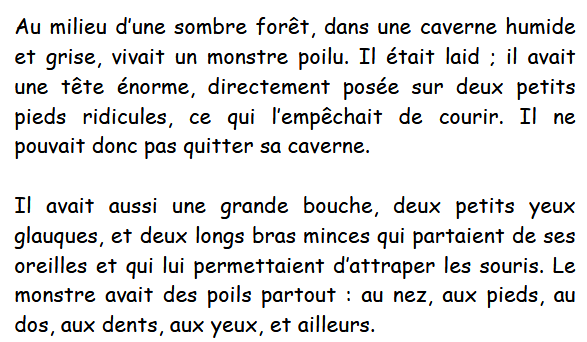 Au milieu d’une sombre forêt, dans une caverne humide
et grise, vivait un monstre poilu. Il était laid ; il avait
une tête énorme, directement posée sur deux petits
pieds ridicules, ce qui l’empêchait de courir. Il ne
pouvait donc pas quitter sa caverne.
Il avait aussi une grande bouche, deux petits yeux
glauques, et deux longs bras minces qui partaient de ses
oreilles et qui lui permettaient d’attraper les souris. Le
monstre avait des poils partout : au nez, aux pieds, au
dos, aux dents, aux yeux, et ailleurs.